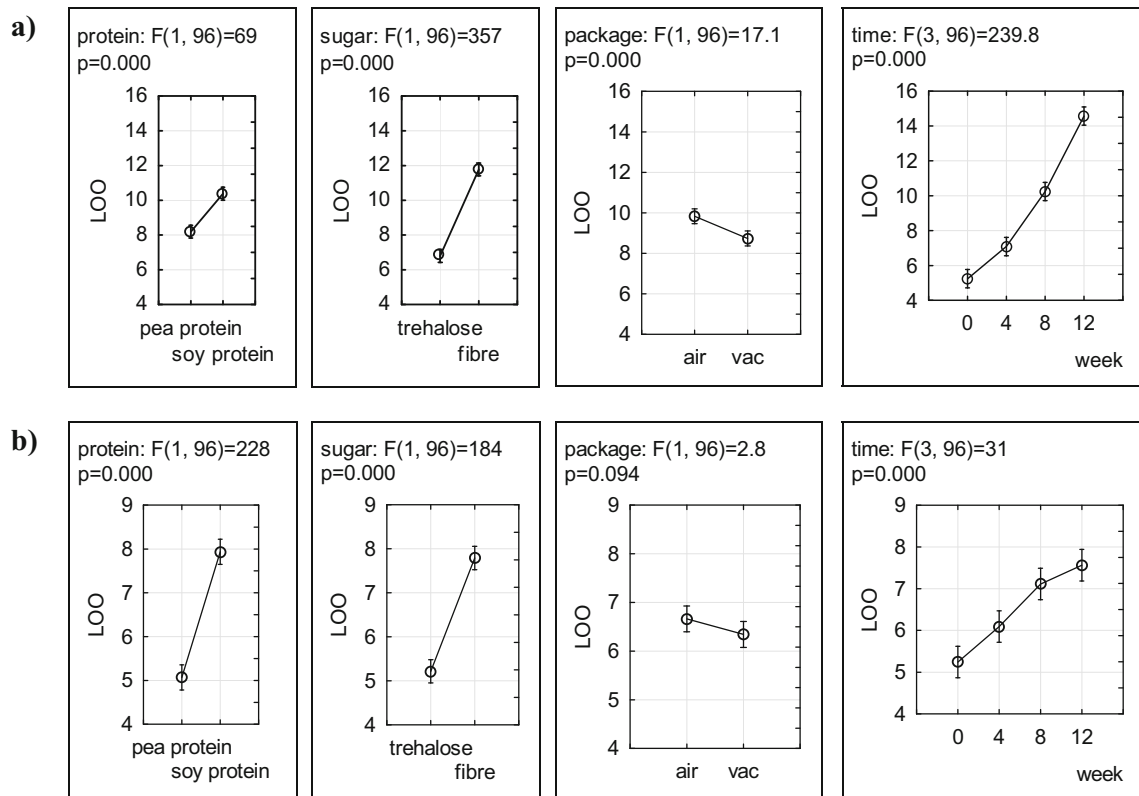 a)
protein: F(1, 96)=69
p=0.000
LOO
16
14
12
10
8
6
4
pea protein
soy protein
sugar: F(1, 96)=357
p=0.000
LOO
16
14
12
10
8
6
4
trehalose
fibre
package: F(1, 96)=17.1
p=0.000
LOO
16
14
12
10
8
6
4
air vac
time: F(3, 96)=239.8
p=0.000
LOO
16
14
12
10
8
6
4
0 4 8 12
week
b)
protein: F(1, 96)=228
p=0.000
LOO
9
8
7
6
5
4
pea protein
soy protein
sugar: F(1, 96)=184
p=0.000
LOO
9
8
7
6
5
4
trehalose
fibre
package: F(1, 96)=2.8
p=0.094
LOO
9
8
7
6
5
4
air vac
time: F(3, 96)=31
p=0.000
LOO
9
8
7
6
5
4
0 4 8 12
week